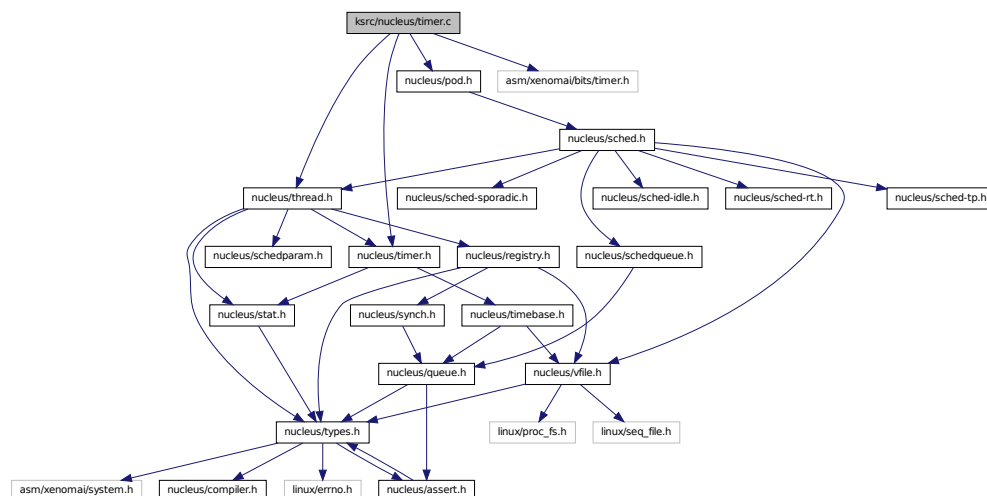 ksrc/nucleus/timer.c
nucleus/pod.h
asm/xenomai/bits/timer.h
nucleus/sched.h
nucleus/thread.h
nucleus/sched-sporadic.h
nucleus/sched-idle.h
nucleus/sched-rt.h
nucleus/sched-tp.h
nucleus/schedparam.h
nucleus/timer.h
nucleus/registry.h
nucleus/schedqueue.h
nucleus/stat.h
nucleus/synch.h
nucleus/timebase.h
nucleus/queue.h
nucleus/vfile.h
nucleus/types.h
linux/proc_fs.h
linux/seq_file.h
asm/xenomai/system.h
nucleus/compiler.h
linux/errno.h
nucleus/assert.h